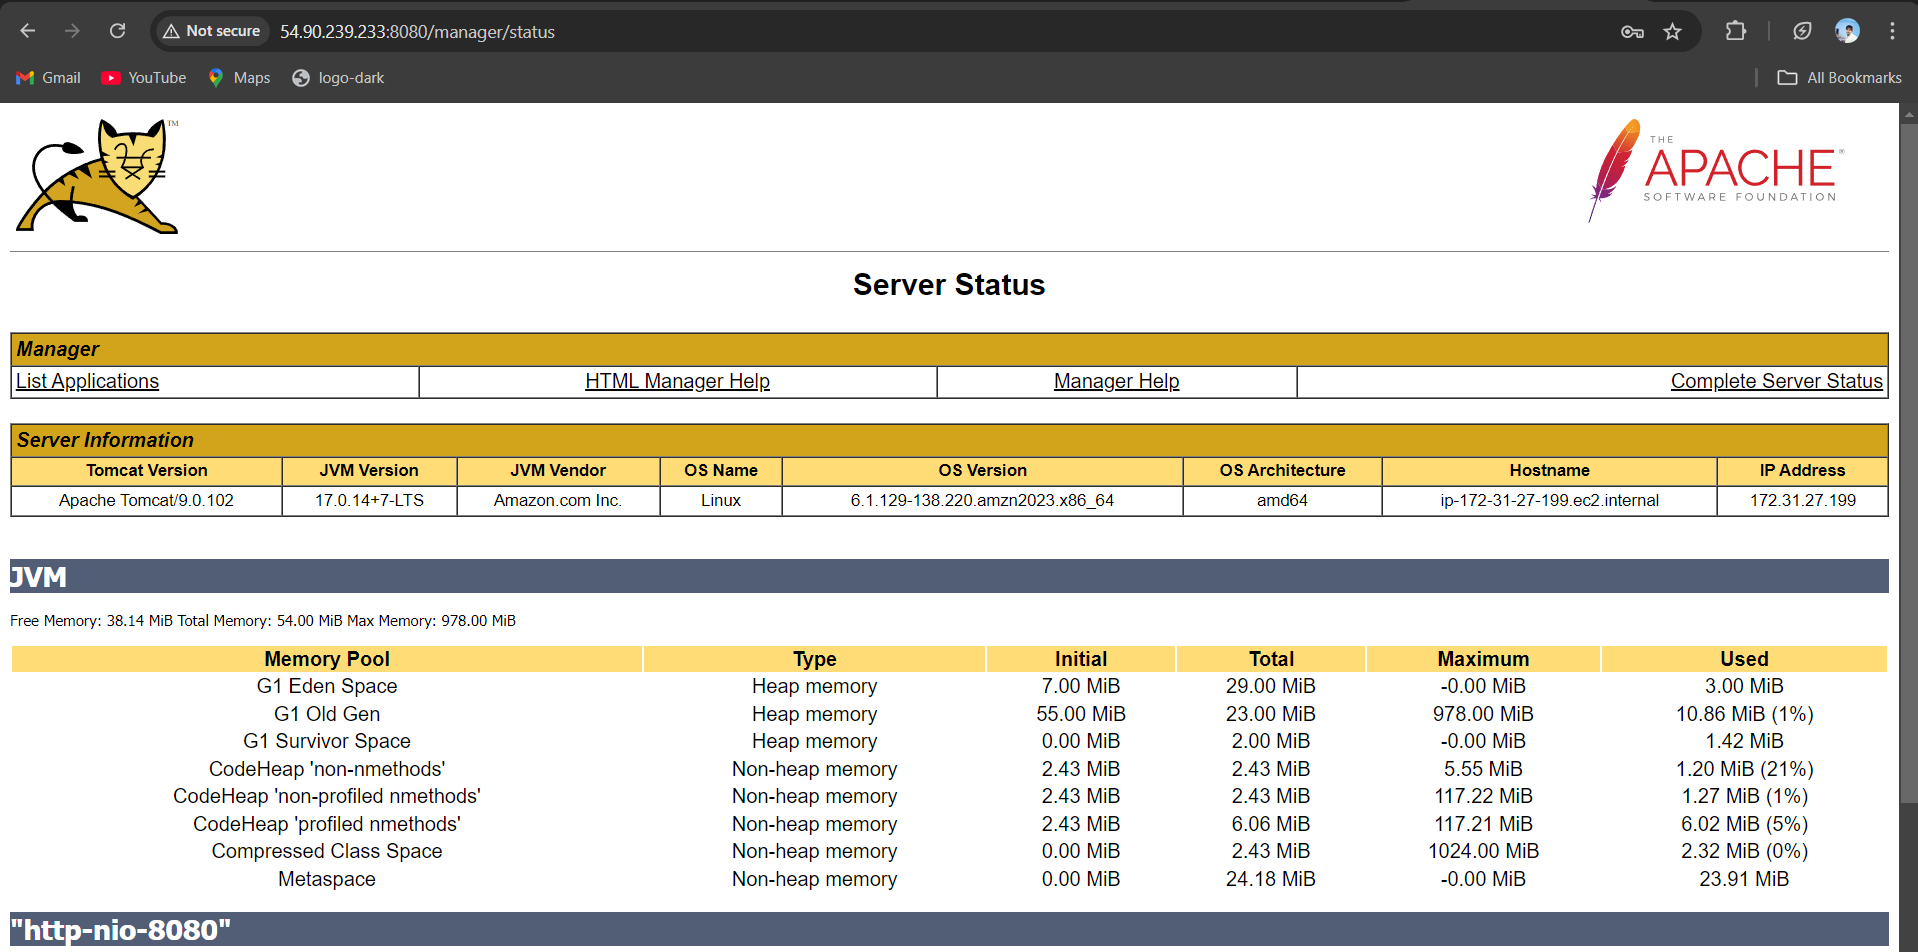 Not secure 54.90.239.233:8080/manager/status
Gmail YouTube Maps logo-dark All Bookmarks
TM
THE
APACHE®
SOFTWARE FOUNDATION
Server Status
Manager
List Applications HTML Manager Help Manager Help Complete Server Status
Server Information
Tomcat Version JVM Version JVM Vendor OS Name OS Version OS Architecture Hostname IP Address
Apache Tomcat/9.0.102 17.0.14+7-LTS Amazon.com Inc. Linux 6.1.129-138.220.amzn2023.x86_64 amd64 ip-172-31-27-199.ec2.internal 172.31.27.199
JVM
Free Memory: 38.14 MiB Total Memory: 54.00 MiB Max Memory: 978.00 MiB
Memory Pool Type Initial Total Maximum Used
G1 Eden Space Heap memory 7.00 MiB 29.00 MiB -0.00 MiB 3.00 MiB
G1 Old Gen Heap memory 55.00 MiB 23.00 MiB 978.00 MiB 10.86 MiB (1%)
G1 Survivor Space Heap memory 0.00 MiB 2.00 MiB -0.00 MiB 1.42 MiB
CodeHeap 'non-nmethods' Non-heap memory 2.43 MiB 2.43 MiB 5.55 MiB 1.20 MiB (21%)
CodeHeap 'non-profiled nmethods' Non-heap memory 2.43 MiB 2.43 MiB 117.22 MiB 1.27 MiB (1%)
CodeHeap 'profiled nmethods' Non-heap memory 2.43 MiB 6.06 MiB 117.21 MiB 6.02 MiB (5%)
Compressed Class Space Non-heap memory 0.00 MiB 2.43 MiB 1024.00 MiB 2.32 MiB (0%)
Metaspace Non-heap memory 0.00 MiB 24.18 MiB -0.00 MiB 23.91 MiB
"http-nio-8080"